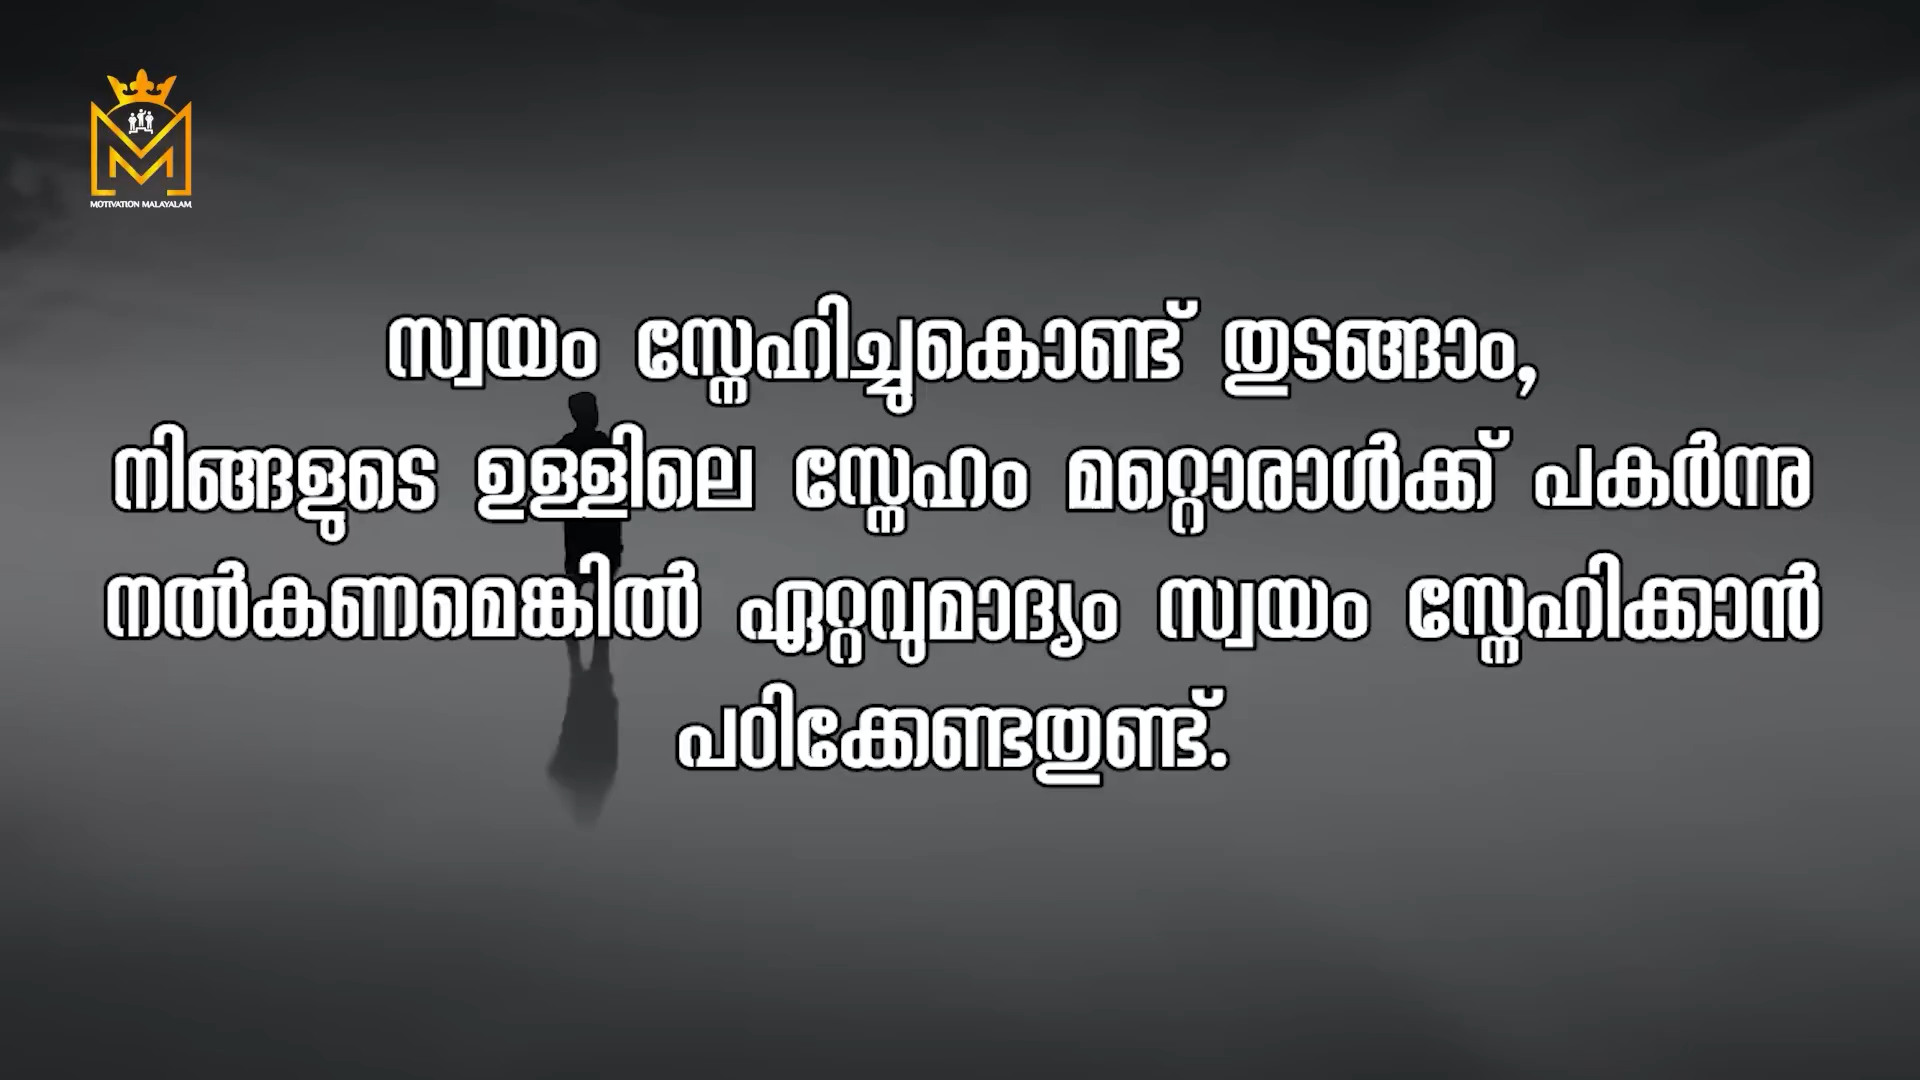 MOTIVATION MALAYALAM
സ്വയം സ്നേഹിച്ചുകൊണ്ട് തുടങ്ങാം,
നിങ്ങളുടെ ഉള്ളിലെ സ്നേഹം മറ്റൊരാൾക്ക് പകർന്നു
നൽകണമെങ്കിൽ ഏറ്റവുമാദ്യം സ്വയം സ്നേഹിക്കാൻ
പഠിക്കേണ്ടതുണ്ട്.